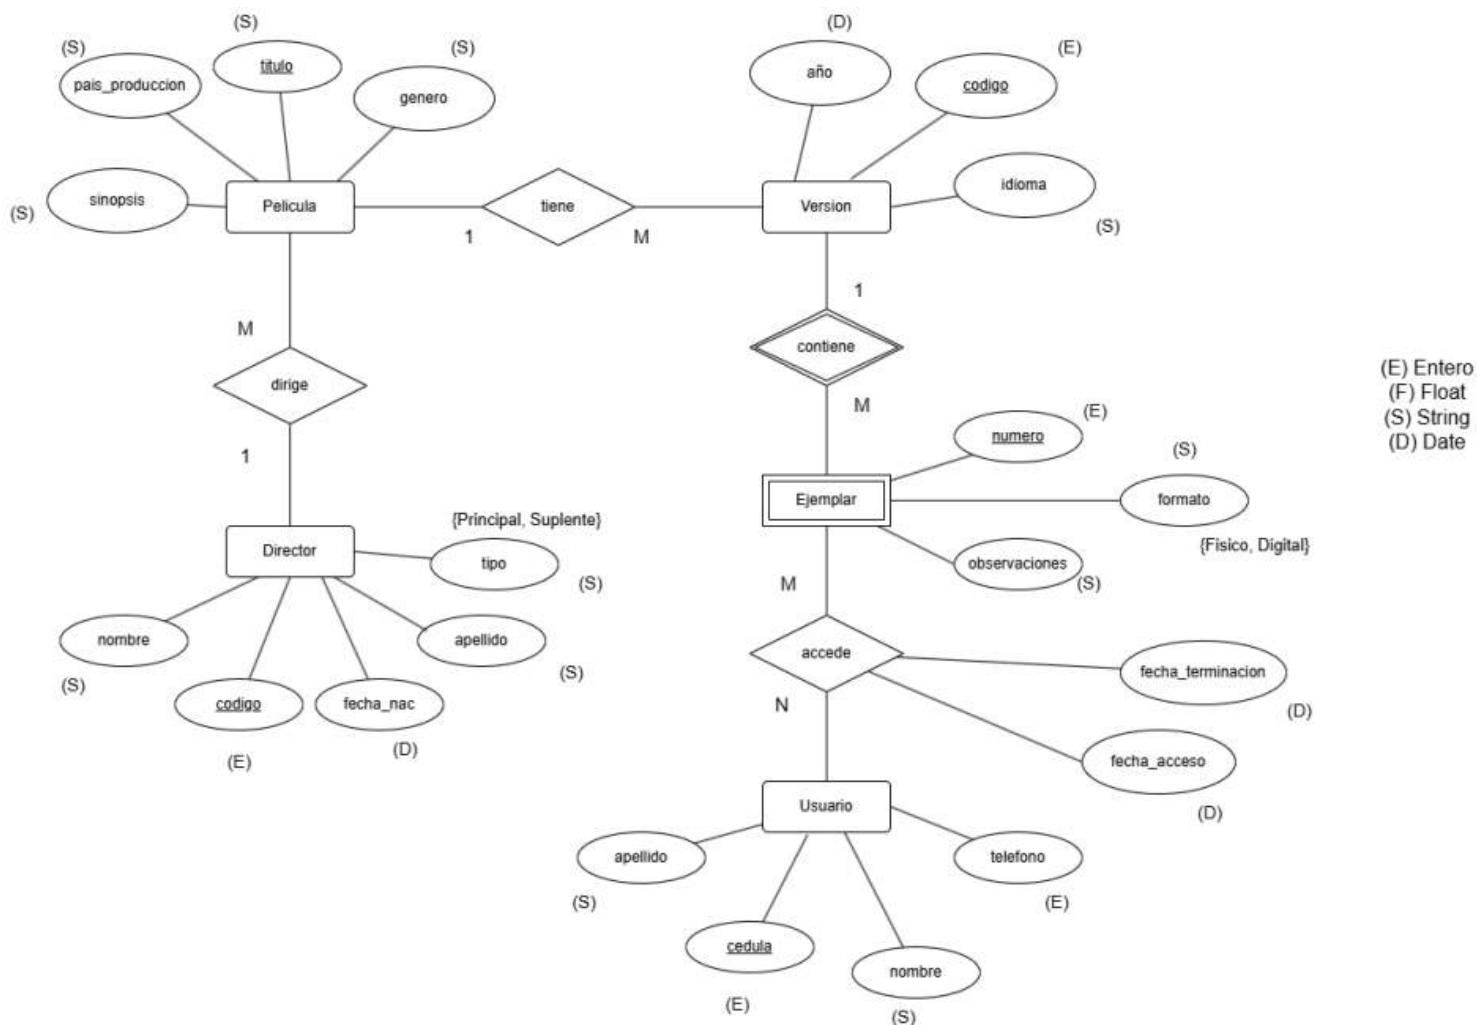 (S)
(D)
(S)
titulo
(S)
(E)
pais_produccion
genero
año
codigo
sinopsis
idioma
(S)
Pelicula
tiene
Version
(S)
1
M
1
M
contiene
dirige
M
(E) Entero
(F) Float
(S) String
(D) Date
1
numero
(E)
(S)
Ejemplar
formato
{Principal, Suplente}
{Fisico, Digital}
Director
tipo
observaciones
(S)
(S)
M
nombre
apellido
accede
(S)
(S)
fecha_terminacion
codigo
fecha_nac
N
(D)
(E)
(D)
fecha_acceso
(D)
Usuario
apellido
telefono
(S)
(E)
cedula
nombre
(E)
(S)